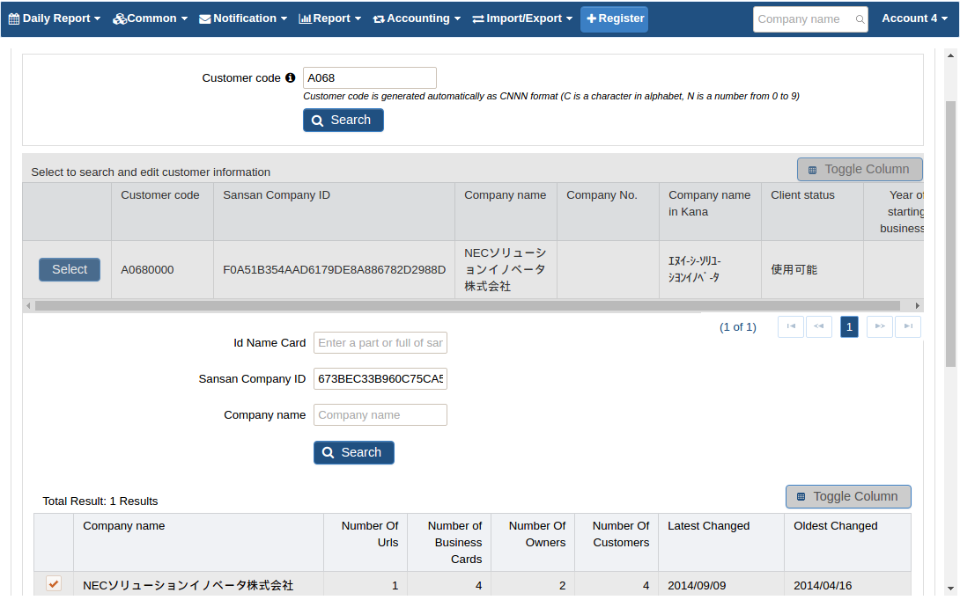 Daily Report Common Notification Report Accounting Import/Export Register Company name Account 4
Customer code A068
Customer code is generated automatically as CNNN format (C is a character in alphabet, N is a number from 0 to 9)
Search
Select to search and edit customer information Toggle Column
Customer code Sansan Company ID Company name Company No. Company name in Kana Client status Year of starting business
Select A0680000 F0A51B354AAD6179DE8A886782D2988D NECソリューションイノベータ株式会社 ｴﾇｲｰｼｰ･ｿﾘﾕｰｼﾖﾝｲﾉﾍﾞｰﾀ 使用可能
(1 of 1) 1
Id Name Card Enter a part or full of sar
Sansan Company ID 673BEC33B960C75CA5
Company name Company name
Search
Total Result: 1 Results Toggle Column
Company name Number Of Urls Number of Business Cards Number Of Owners Number Of Customers Latest Changed Oldest Changed
NECソリューションイノベータ株式会社 1 4 2 4 2014/09/09 2014/04/16